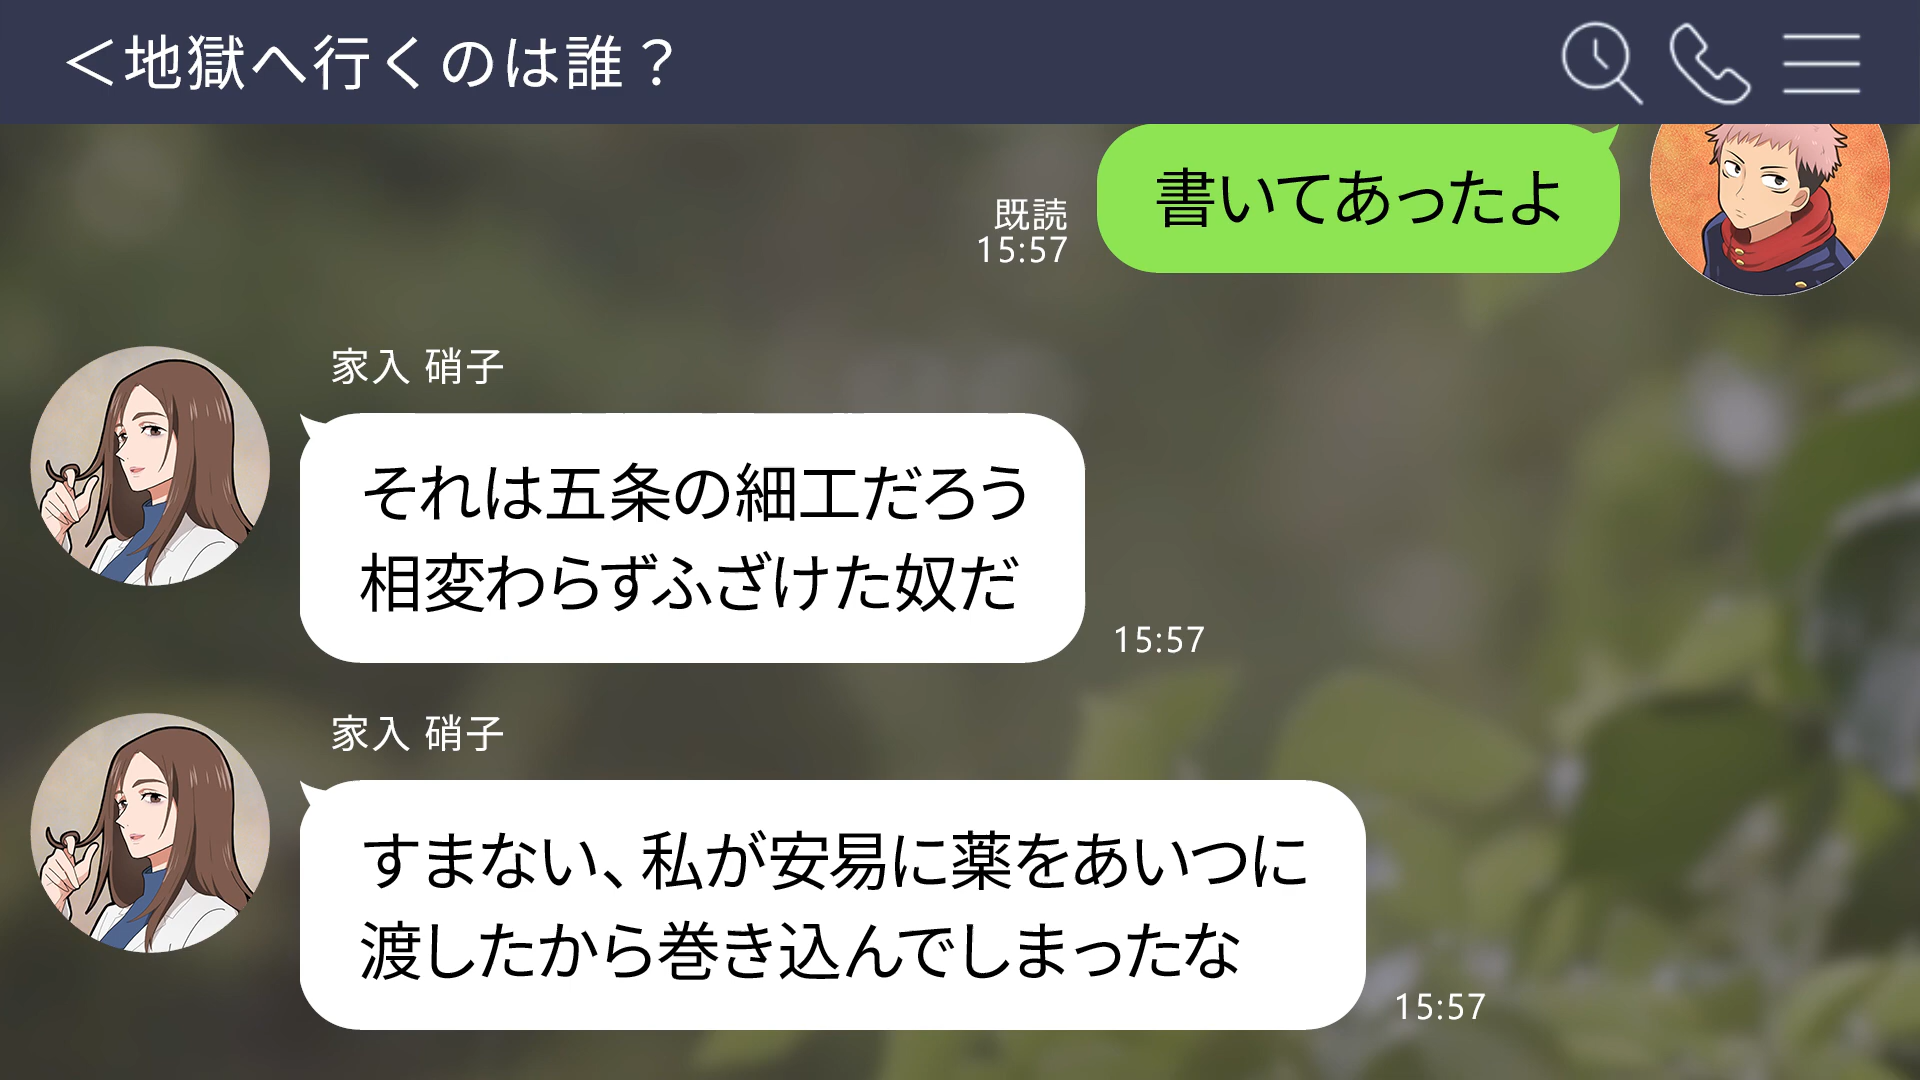 ＜地獄へ行くのは誰？
書いてあったよ
既読
15:57
家入 硝子
それは五条の細工だろう
相変わらずふざけた奴だ
15:57
家入 硝子
すまない、私が安易に薬をあいつに
渡したから巻き込んでしまったな
15:57